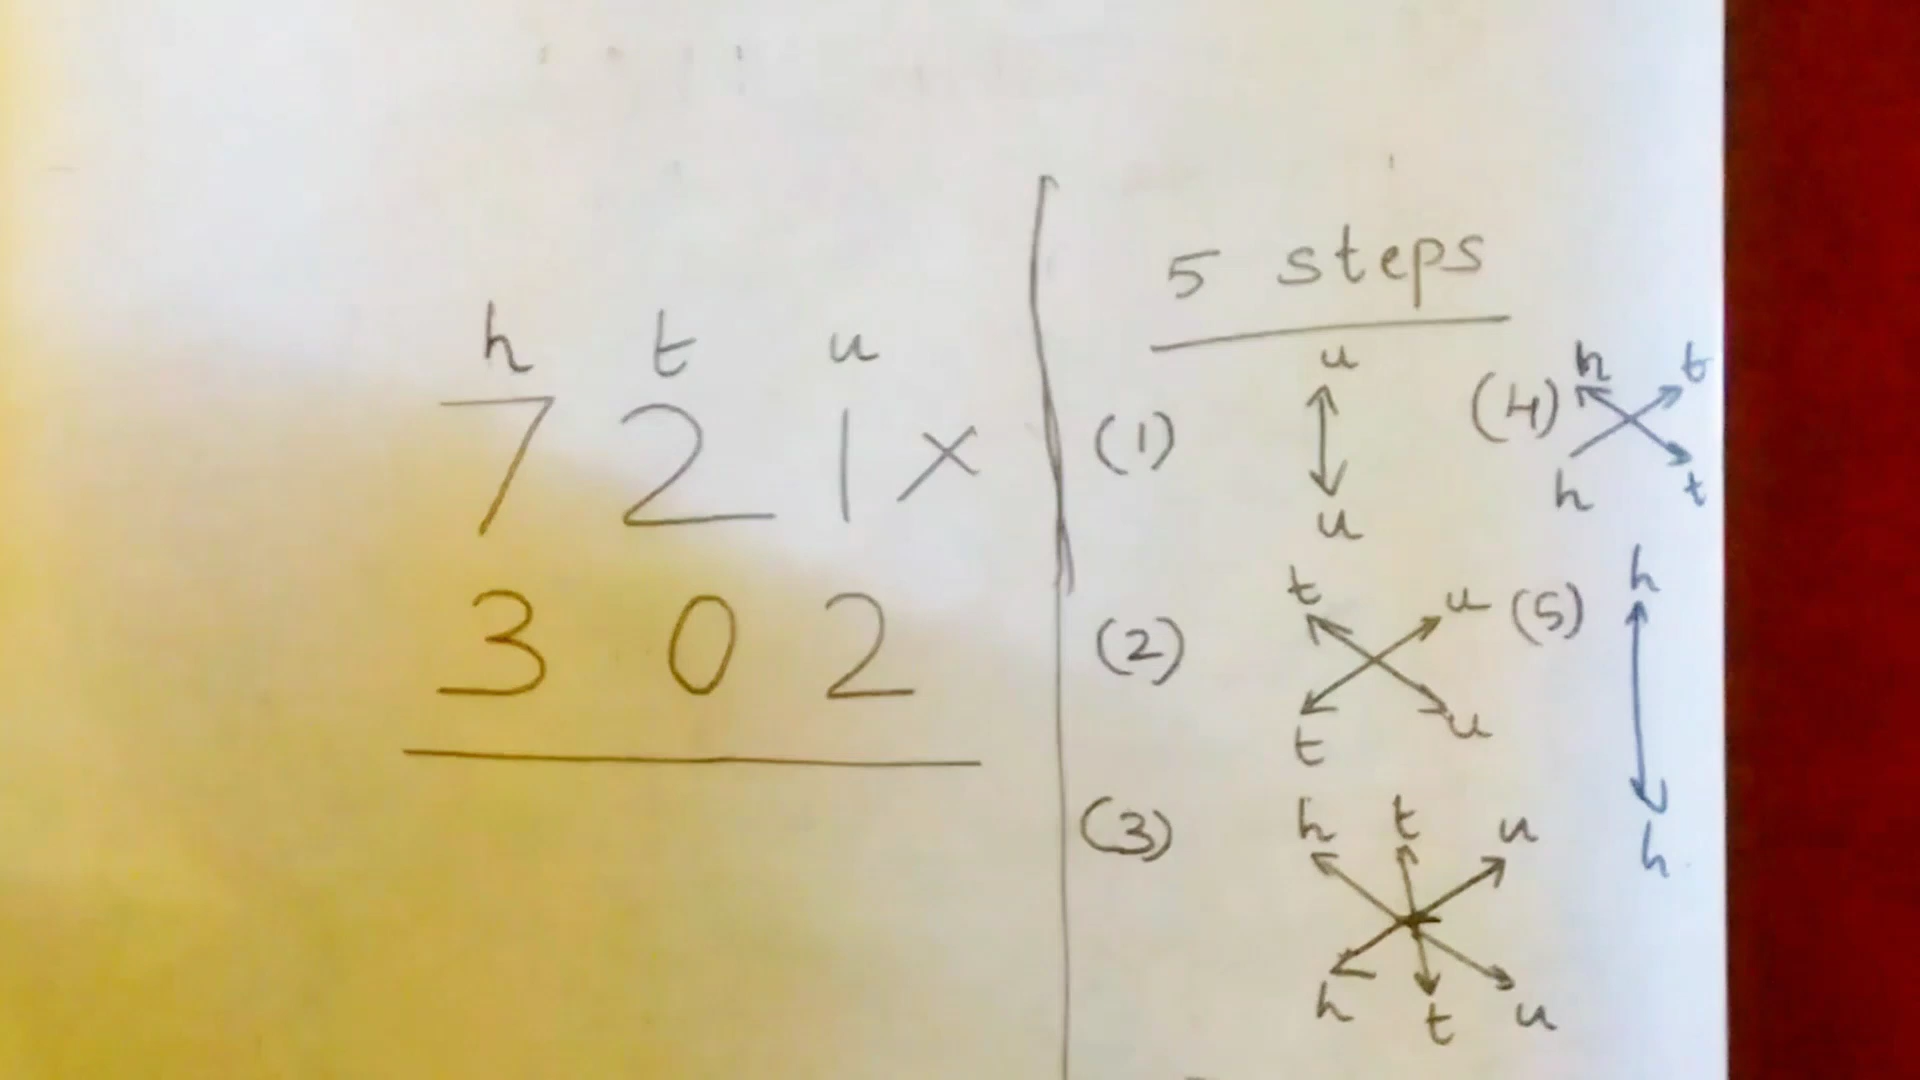 h t u
7 2 1 ×
3 0 2
5 steps
(1) u
u
(2) t u
t u
(3) h t u
h t u
(4) h t
h t
(5) h
h